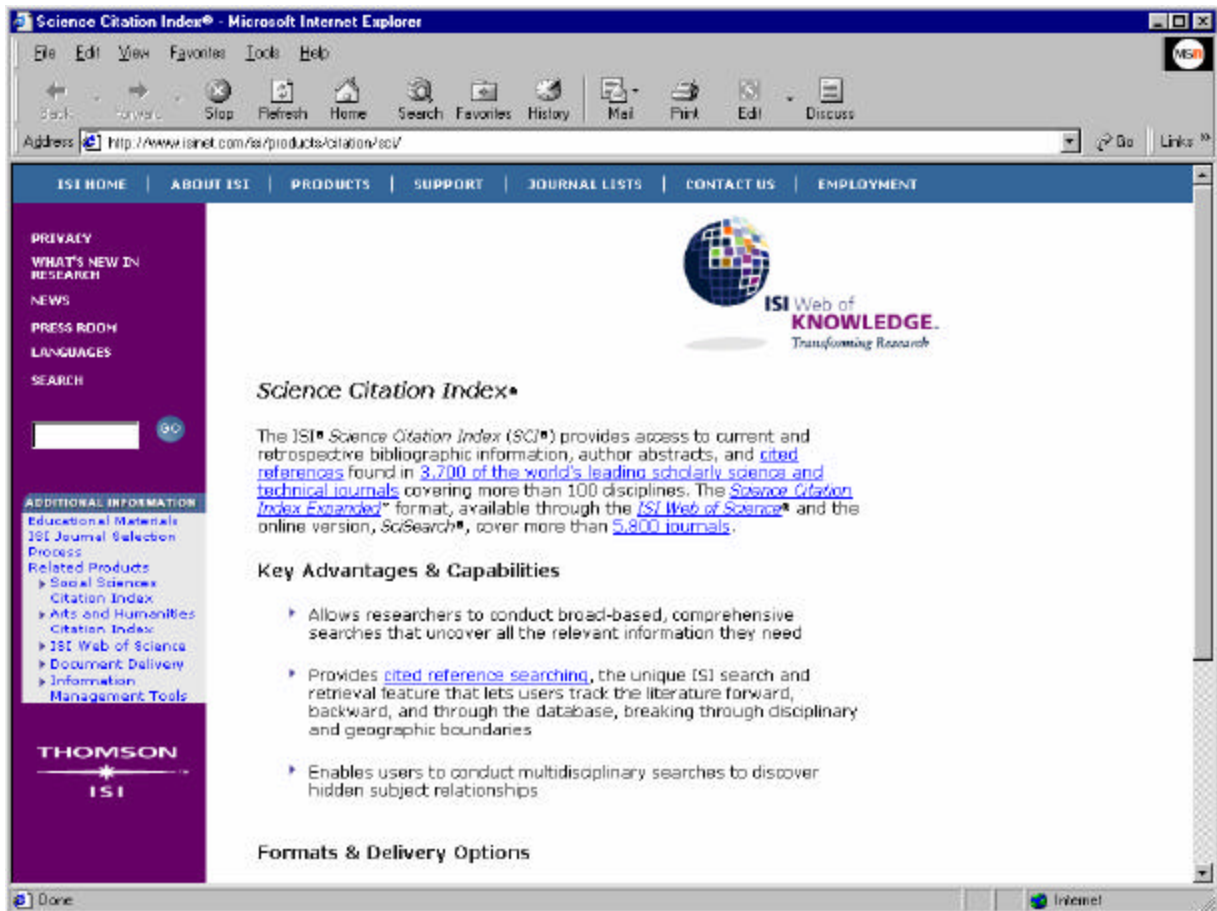 Science Citation Index® - Microsoft Internet Explorer
File Edit View Favorites Tools Help
MSN
Back Forward Stop Refresh Home Search Favorites History Mail Print Edit Discuss
Address http://www.isinet.com/isi/products/citation/sci/ Go Links »
ISI HOME | ABOUT ISI | PRODUCTS | SUPPORT | JOURNAL LISTS | CONTACT US | EMPLOYMENT
PRIVACY
WHAT'S NEW IN
RESEARCH
NEWS
PRESS ROOM
LANGUAGES
SEARCH
GO
ADDITIONAL INFORMATION
Educational Materials
ISI Journal Selection
Process
Related Products
Social Sciences
Citation Index
Arts and Humanities
Citation Index
ISI Web of Science
Document Delivery
Information
Management Tools
THOMSON
™
ISI
ISI Web of
KNOWLEDGE™
Transforming Research
Science Citation Index®
The ISI® Science Citation Index (SCI®) provides access to current and
retrospective bibliographic information, author abstracts, and cited
references found in 3,700 of the world's leading scholarly science and
technical journals covering more than 100 disciplines. The Science Citation
Index Expanded™ format, available through the ISI Web of Science® and the
online version, SciSearch®, cover more than 5,800 journals.
Key Advantages & Capabilities
Allows researchers to conduct broad-based, comprehensive
searches that uncover all the relevant information they need
Provides cited reference searching, the unique ISI search and
retrieval feature that lets users track the literature forward,
backward, and through the database, breaking through disciplinary
and geographic boundaries
Enables users to conduct multidisciplinary searches to discover
hidden subject relationships
Formats & Delivery Options
Done Internet